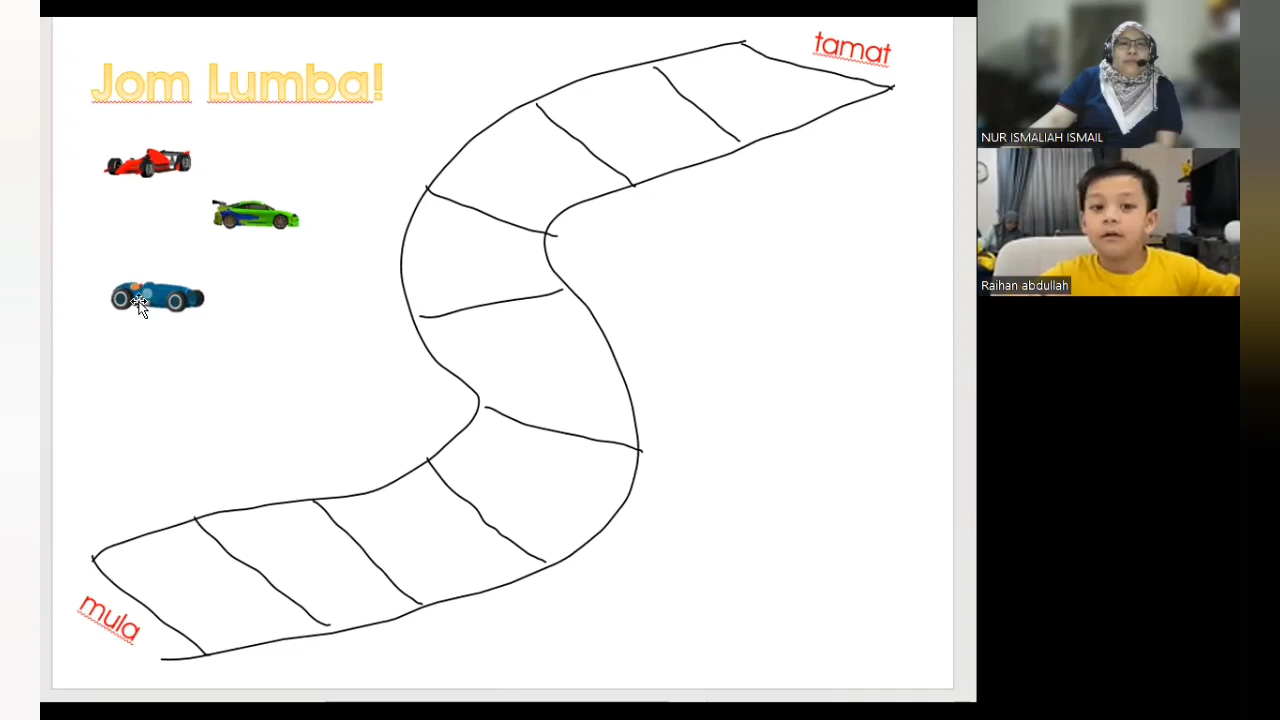 Jom Lumba!
tamat
mula
NUR ISMALIAH ISMAIL
Raihan abdullah